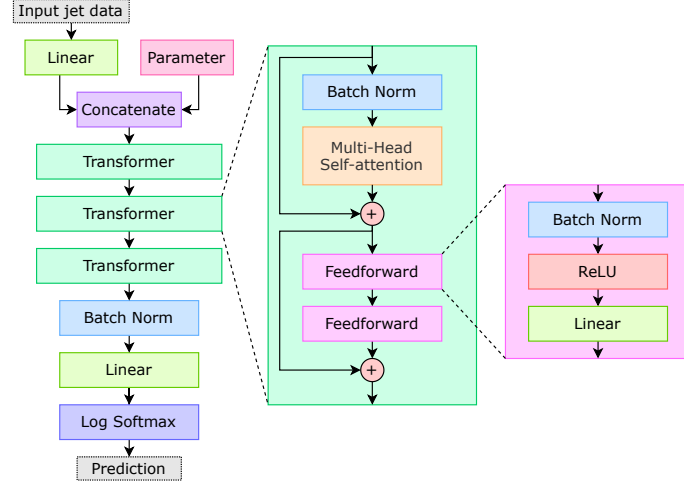 Input jet data
Linear
Parameter
Concatenate
Transformer
Transformer
Transformer
Batch Norm
Linear
Log Softmax
Prediction
Batch Norm
Multi-Head
Self-attention
+
Feedforward
Feedforward
+
Batch Norm
ReLU
Linear